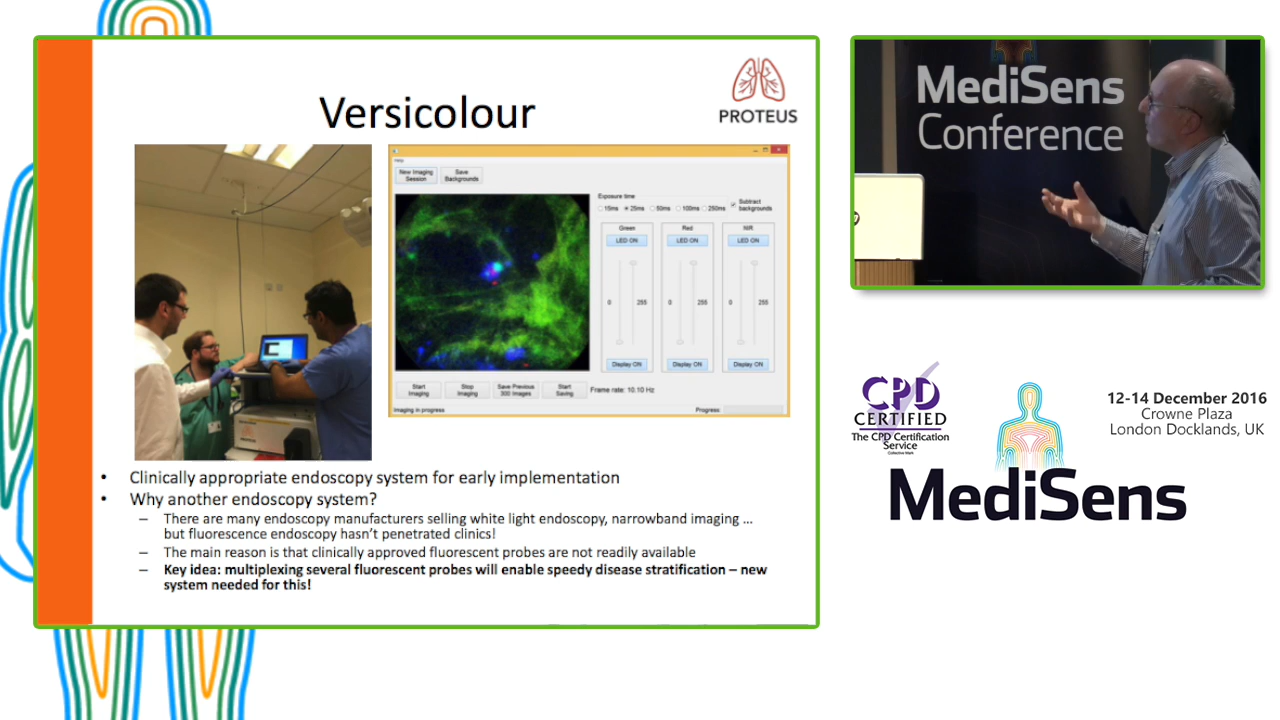 Versicolour
PROTEUS
Help
New Imaging
Session
Save
Backgrounds
Exposure time
15ms 25ms 50ms 100ms 250ms
Subtract
backgrounds
Green
Red
NIR
LED ON
LED ON
LED ON
0 255
0 255
0 255
Display ON
Display ON
Display ON
Start
Imaging
Stop
Imaging
Save Previous
300 Images
Start
Saving
Frame rate: 10.10 Hz
Imaging in progress
Progress:
• Clinically appropriate endoscopy system for early implementation
• Why another endoscopy system?
– There are many endoscopy manufacturers selling white light endoscopy, narrowband imaging ...
but fluorescence endoscopy hasn't penetrated clinics!
– The main reason is that clinically approved fluorescent probes are not readily available
– Key idea: multiplexing several fluorescent probes will enable speedy disease stratification – new
system needed for this!
MediSens
Conference
CPD
CERTIFIED
The CPD Certification
Service
Collective Mark
12-14 December 2016
Crowne Plaza
London Docklands, UK
MediSens